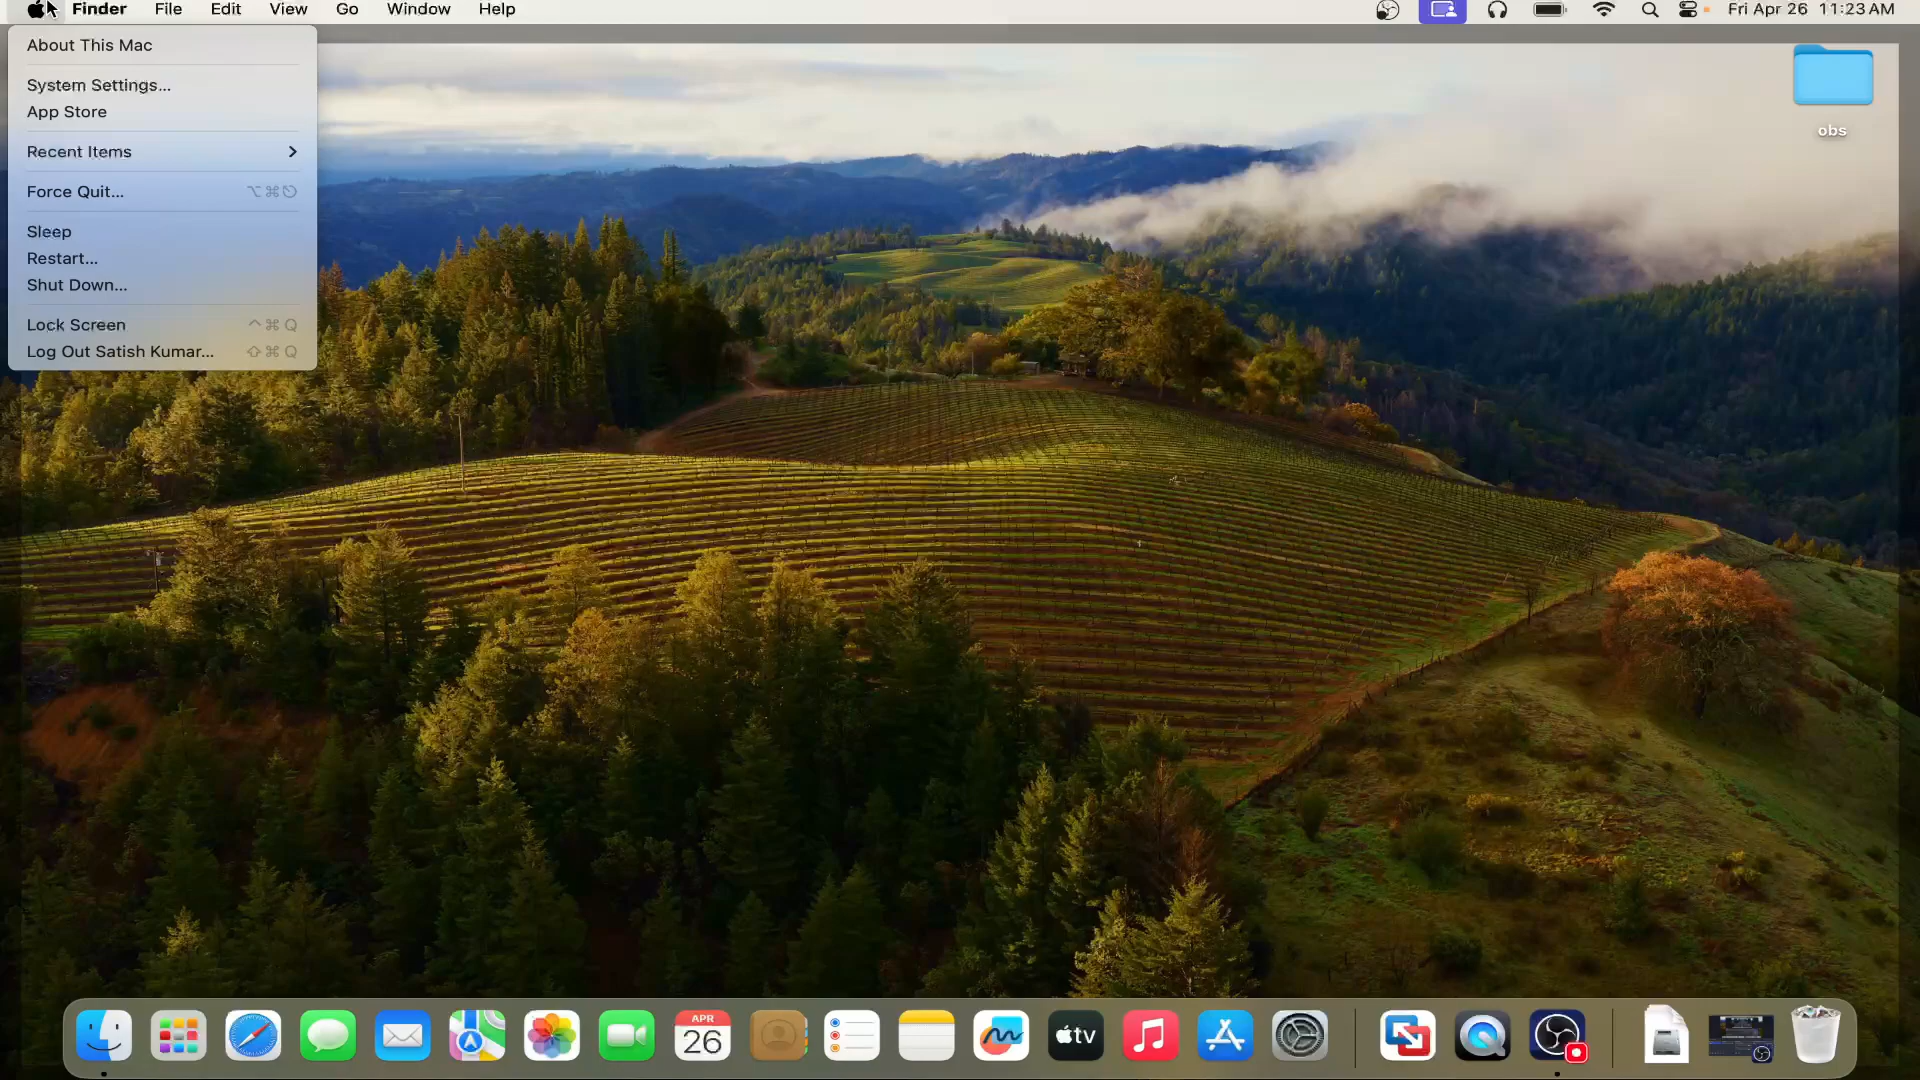 Finder File Edit View Go Window Help Fri Apr 26 11:23 AM
About This Mac
System Settings...
App Store
Recent Items
Force Quit... ⌥⌘⎋
Sleep
Restart...
Shut Down...
Lock Screen ^⌘Q
Log Out Satish Kumar... ⇧⌘Q
obs
APR
26
tv